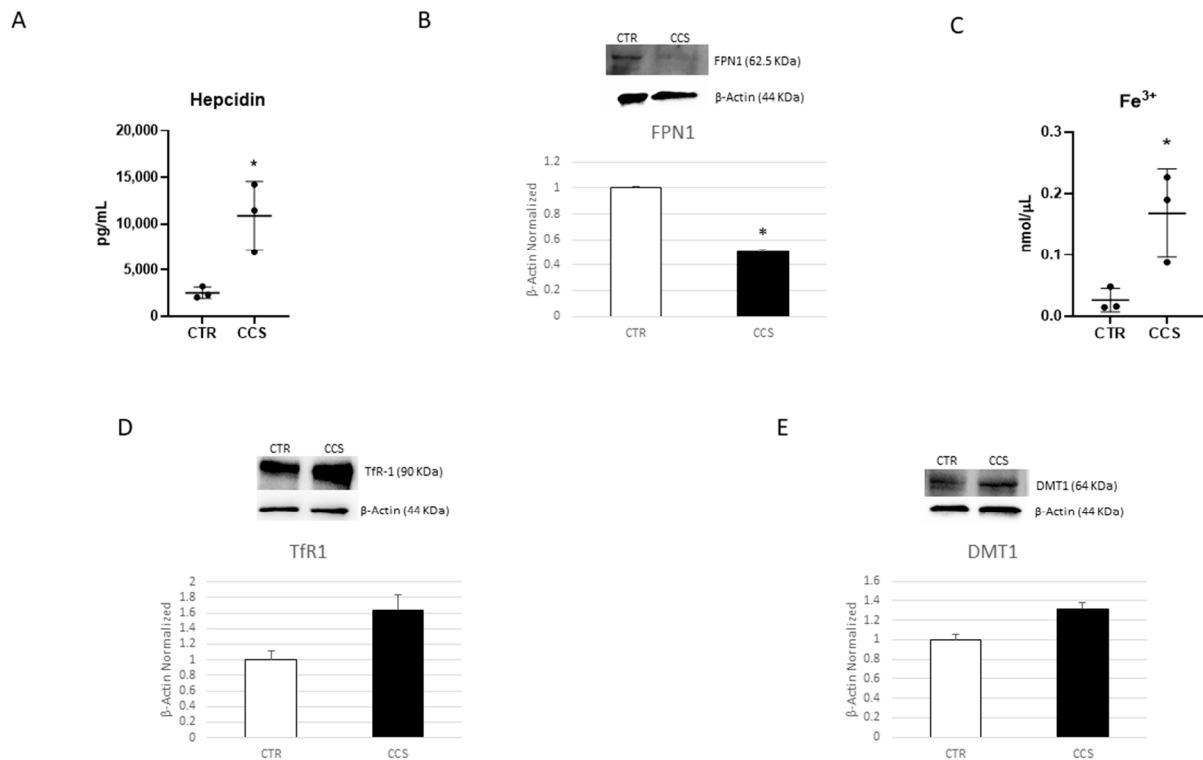 A
Hepcidin
20,000
15,000
10,000
5,000
0
pg/mL
*
CTR CCS
B
CTR CCS
FPN1 (62.5 KDa)
β-Actin (44 KDa)
FPN1
1.2
1
0.8
0.6
0.4
0.2
0
β-Actin Normalized
*
CTR CCS
C
Fe3+
0.3
0.2
0.1
0.0
nmol/µL
*
CTR CCS
D
CTR CCS
TfR-1 (90 KDa)
β-Actin (44 KDa)
TfR1
2
1.8
1.6
1.4
1.2
1
0.8
0.6
0.4
0.2
0
β-Actin Normalized
CTR CCS
E
CTR CCS
DMT1 (64 KDa)
β-Actin (44 KDa)
DMT1
1.6
1.4
1.2
1
0.8
0.6
0.4
0.2
0
β-Actin Normalized
CTR CCS